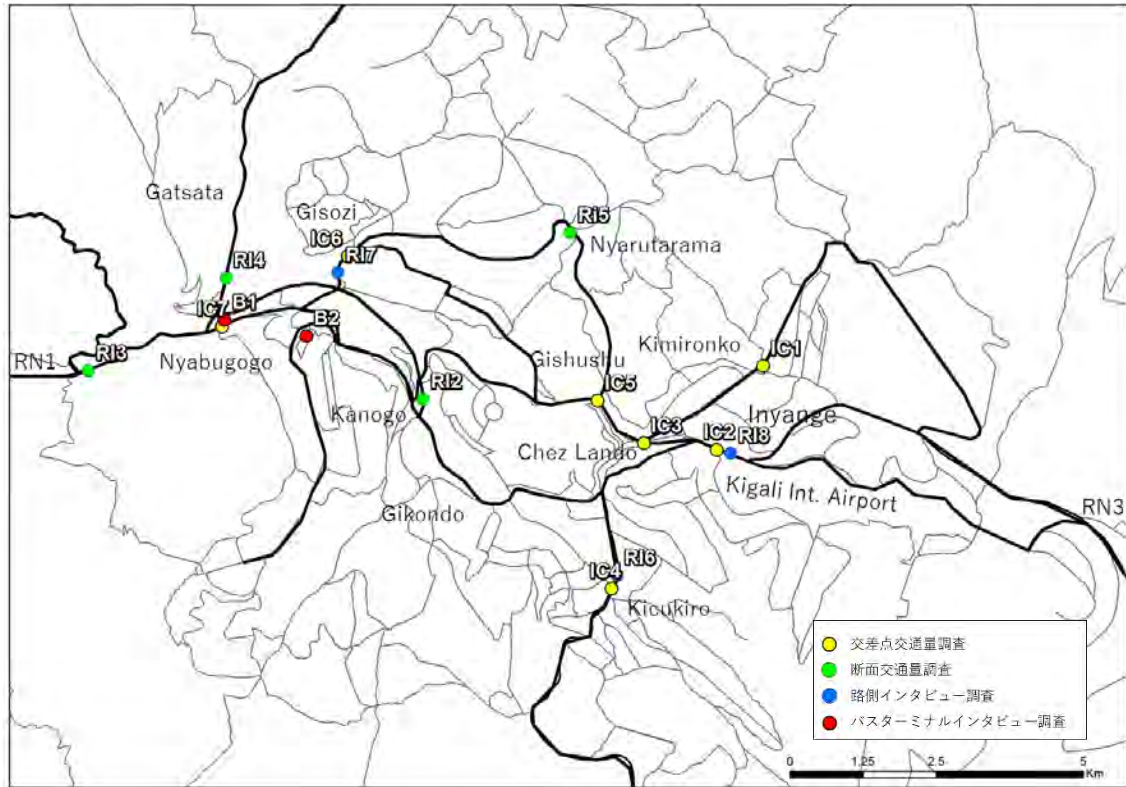 Gatsata
Gisozi
IC6
RI7
RI5
Nyarutarama
RI4
IC7
B1
B2
RN1
RI3
Nyabugogo
Gishushu
Kimironko
IC1
RI2
IC5
Kanogo
Inyange
IC3
IC2
RI8
Chez Lando
Kigali Int. Airport
RN3
Gikondo
RI6
IC4
Kicukiro
交差点交通量調査
断面交通量調査
路側インタビュー調査
バスターミナルインタビュー調査
0 1.25 2.5 5
Km